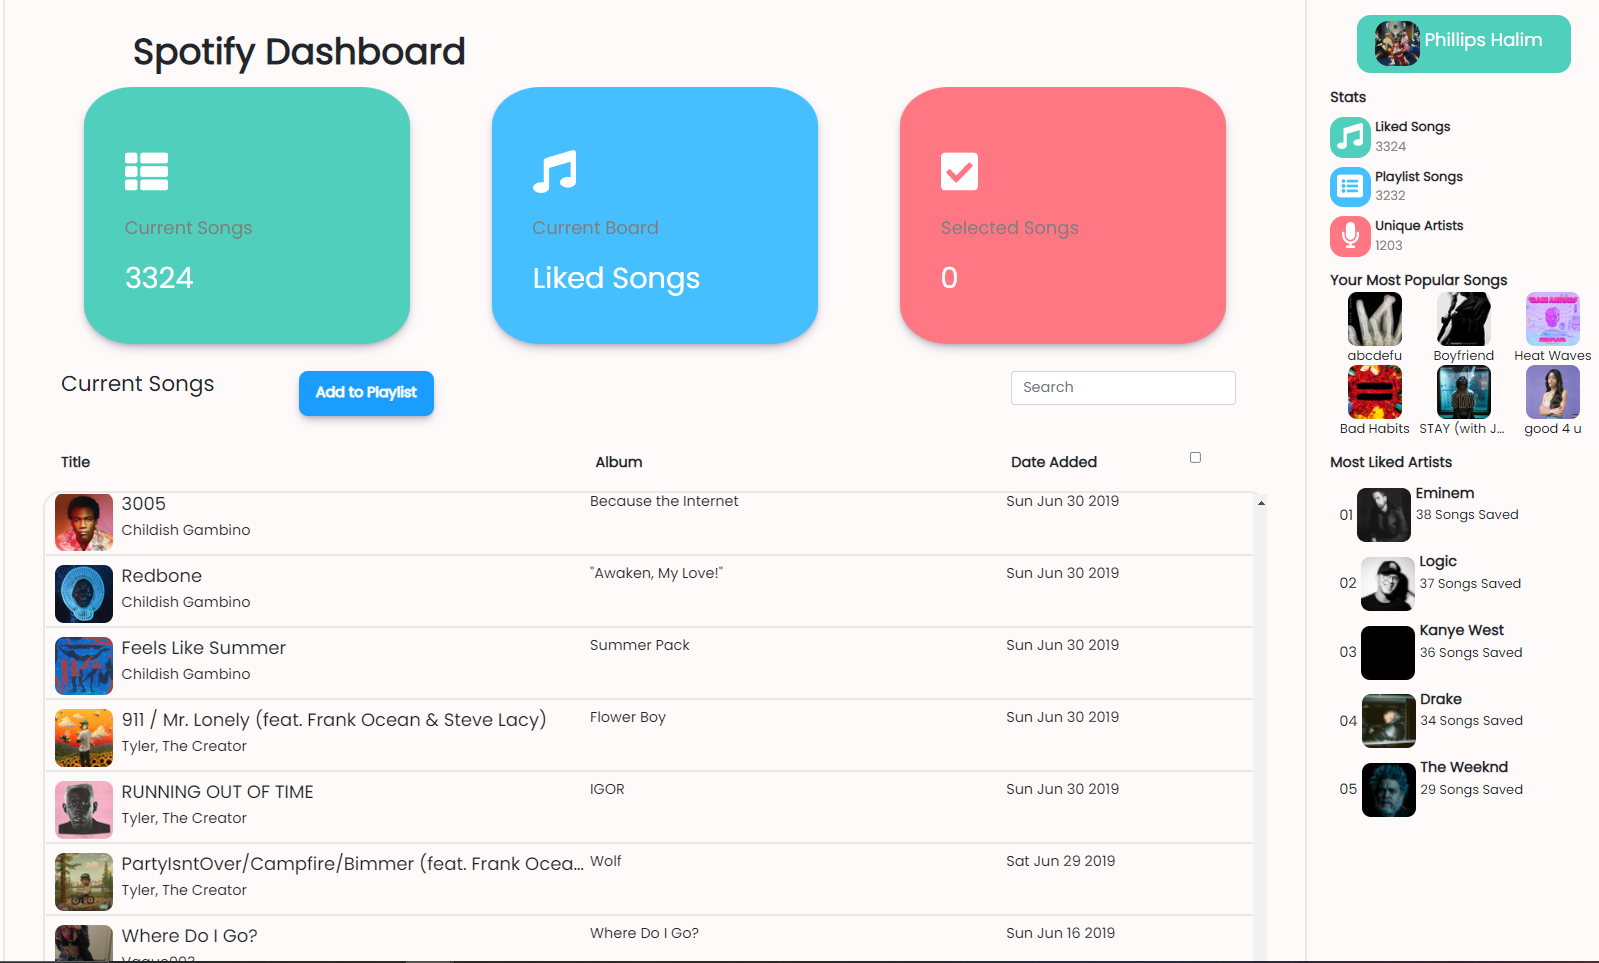 Spotify Dashboard
Current Songs
3324
Current Board
Liked Songs
Selected Songs
0
Current Songs
Add to Playlist
Search
Title
Album
Date Added
3005
Childish Gambino
Because the Internet
Sun Jun 30 2019
Redbone
Childish Gambino
"Awaken, My Love!"
Sun Jun 30 2019
Feels Like Summer
Childish Gambino
Summer Pack
Sun Jun 30 2019
911 / Mr. Lonely (feat. Frank Ocean & Steve Lacy)
Tyler, The Creator
Flower Boy
Sun Jun 30 2019
RUNNING OUT OF TIME
Tyler, The Creator
IGOR
Sun Jun 30 2019
PartyIsntOver/Campfire/Bimmer (feat. Frank Ocea...
Tyler, The Creator
Wolf
Sat Jun 29 2019
Where Do I Go?
Where Do I Go?
Sun Jun 16 2019
Phillips Halim
Stats
Liked Songs
3324
Playlist Songs
3232
Unique Artists
1203
Your Most Popular Songs
abcdefu
Boyfriend
Heat Waves
Bad Habits
STAY (with J...
good 4 u
Most Liked Artists
01
Eminem
38 Songs Saved
02
Logic
37 Songs Saved
03
Kanye West
36 Songs Saved
04
Drake
34 Songs Saved
05
The Weeknd
29 Songs Saved